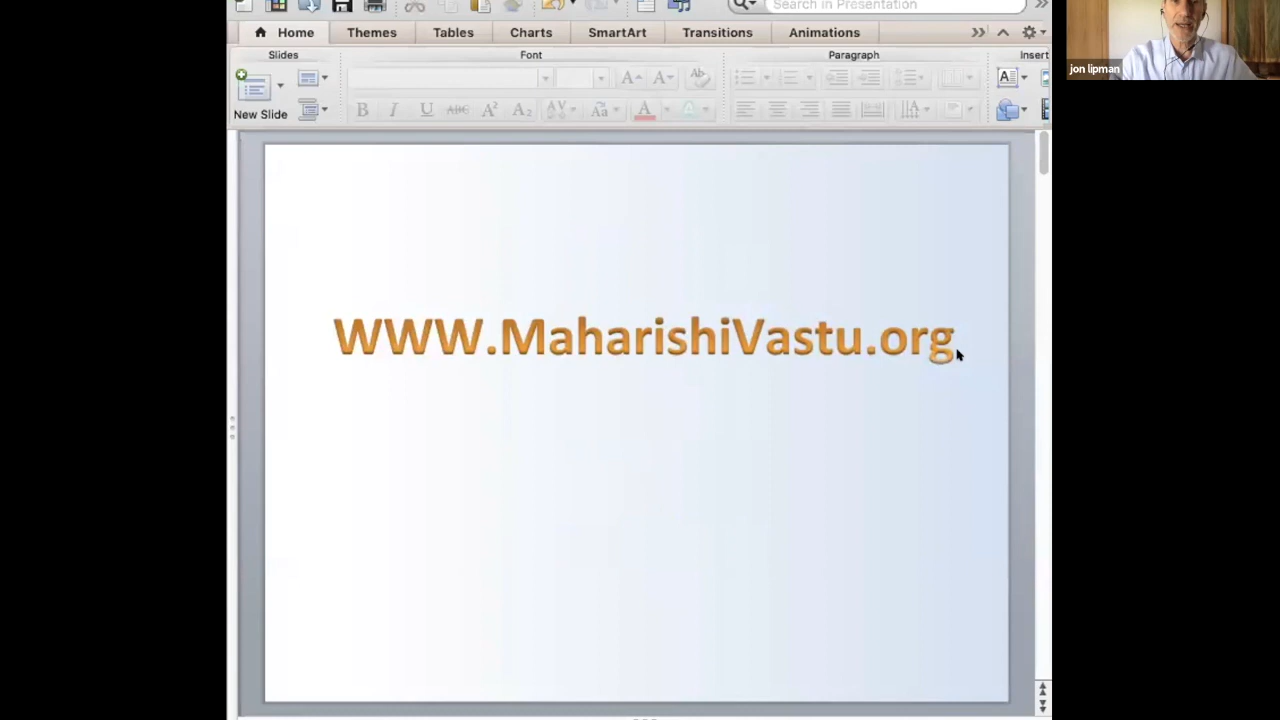 Search in Presentation
Home Themes Tables Charts SmartArt Transitions Animations
Slides Font Paragraph Insert
New Slide
WWW.MaharishiVastu.org
jon lipman